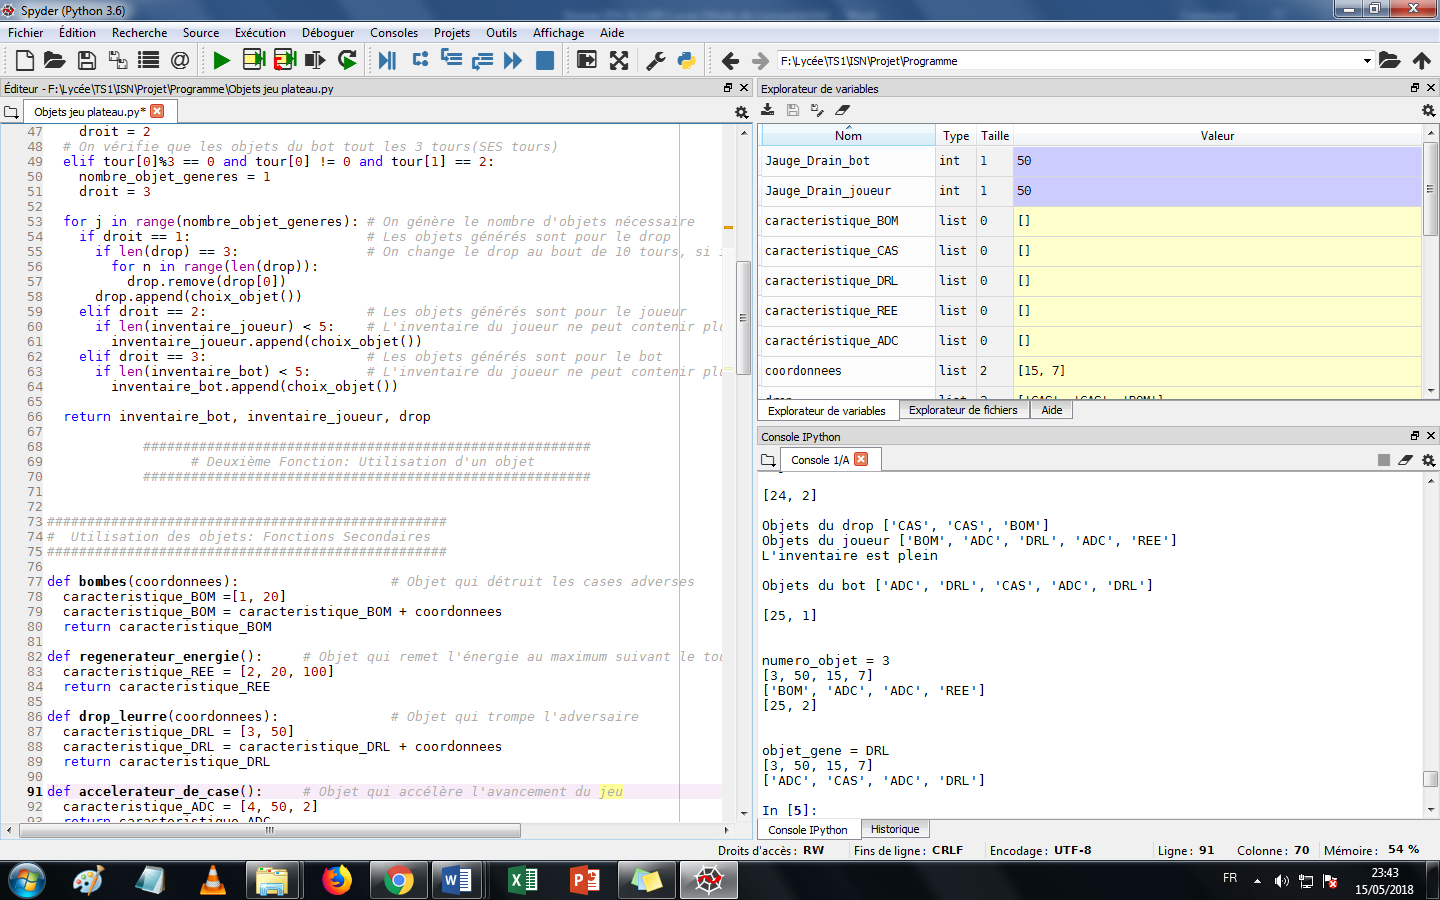 Spyder (Python 3.6)
Fichier Édition Recherche Source Exécution Déboguer Consoles Projets Outils Affichage Aide
F:\Lycée\TS1\ISN\Projet\Programme
Éditeur - F:\Lycée\TS1\ISN\Projet\Programme\Objets jeu plateau.py
Objets jeu plateau.py*
47 droit = 2
48 # On vérifie que les objets du bot tout les 3 tours(SES tours)
49 elif tour[0]%3 == 0 and tour[0] != 0 and tour[1] == 2:
50 nombre_objet_generes = 1
51 droit = 3
52
53 for j in range(nombre_objet_generes): # On génère le nombre d'objets nécessaire
54 if droit == 1: # Les objets générés sont pour le drop
55 if len(drop) == 3: # On change le drop au bout de 10 tours, si
56 for n in range(len(drop)):
57 drop.remove(drop[0])
58 drop.append(choix_objet())
59 elif droit == 2: # Les objets générés sont pour le joueur
60 if len(inventaire_joueur) < 5: # L'inventaire du joueur ne peut contenir plu
61 inventaire_joueur.append(choix_objet())
62 elif droit == 3: # Les objets générés sont pour le bot
63 if len(inventaire_bot) < 5: # L'inventaire du joueur ne peut contenir plu
64 inventaire_bot.append(choix_objet())
65
66 return inventaire_bot, inventaire_joueur, drop
67
68 ########################################################
69 # Deuxième Fonction: Utilisation d'un objet
70 ########################################################
71
72
73 ##################################################
74 # Utilisation des objets: Fonctions Secondaires
75 ##################################################
76
77 def bombes(coordonnees): # Objet qui détruit les cases adverses
78 caracteristique_BOM =[1, 20]
79 caracteristique_BOM = caracteristique_BOM + coordonnees
80 return caracteristique_BOM
81
82 def regenerateur_energie(): # Objet qui remet l'énergie au maximum suivant le tou
83 caracteristique_REE = [2, 20, 100]
84 return caracteristique_REE
85
86 def drop_leurre(coordonnees): # Objet qui trompe l'adversaire
87 caracteristique_DRL = [3, 50]
88 caracteristique_DRL = caracteristique_DRL + coordonnees
89 return caracteristique_DRL
90
91 def accelerateur_de_case(): # Objet qui accélère l'avancement du jeu
92 caracteristique_ADC = [4, 50, 2]
93 return caracteristique_ADC
Explorateur de variables
Nom Type Taille Valeur
Jauge_Drain_bot int 1 50
Jauge_Drain_joueur int 1 50
caracteristique_BOM list 0 []
caracteristique_CAS list 0 []
caracteristique_DRL list 0 []
caracteristique_REE list 0 []
caractéristique_ADC list 0 []
coordonnees list 2 [15, 7]
drop list 3 ['CAS', 'CAS', 'BOM']
Explorateur de variables Explorateur de fichiers Aide
Console IPython
Console 1/A
[24, 2]
Objets du drop ['CAS', 'CAS', 'BOM']
Objets du joueur ['BOM', 'ADC', 'DRL', 'ADC', 'REE']
L'inventaire est plein
Objets du bot ['ADC', 'DRL', 'CAS', 'ADC', 'DRL']
[25, 1]
numero_objet = 3
[3, 50, 15, 7]
['BOM', 'ADC', 'ADC', 'REE']
[25, 2]
objet_gene = DRL
[3, 50, 15, 7]
['ADC', 'CAS', 'ADC', 'DRL']
In [5]:
Console IPython Historique
Droits d'accès : RW Fins de ligne : CRLF Encodage : UTF-8 Ligne : 91 Colonne : 70 Mémoire : 54 %
FR
23:43
15/05/2018